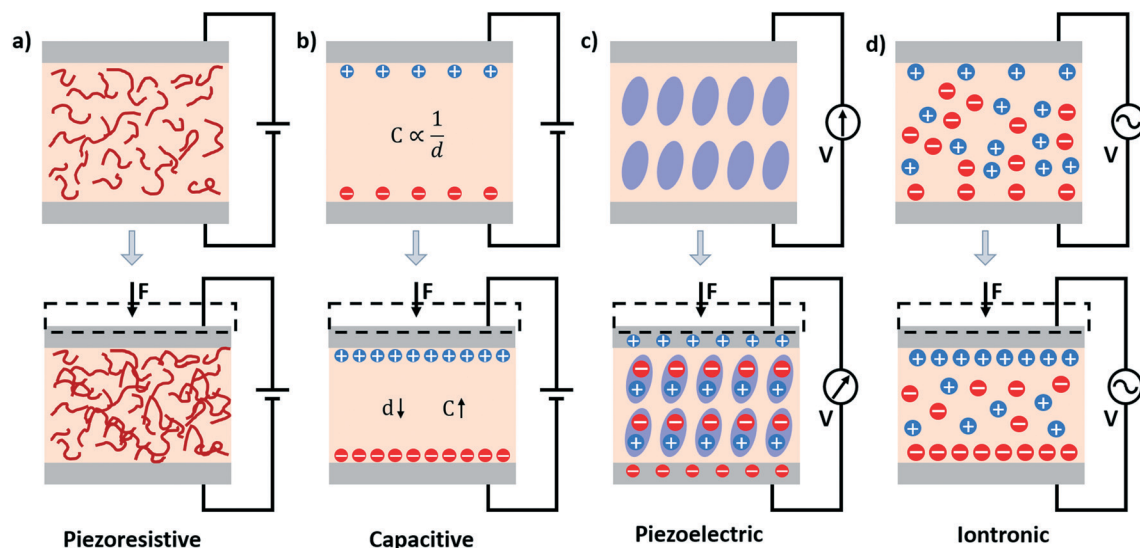 a)
b)
c)
d)
C ∝ 1/d
V
V
F
F
F
F
d↓ C↑
V
V
Piezoresistive
Capacitive
Piezoelectric
Iontronic